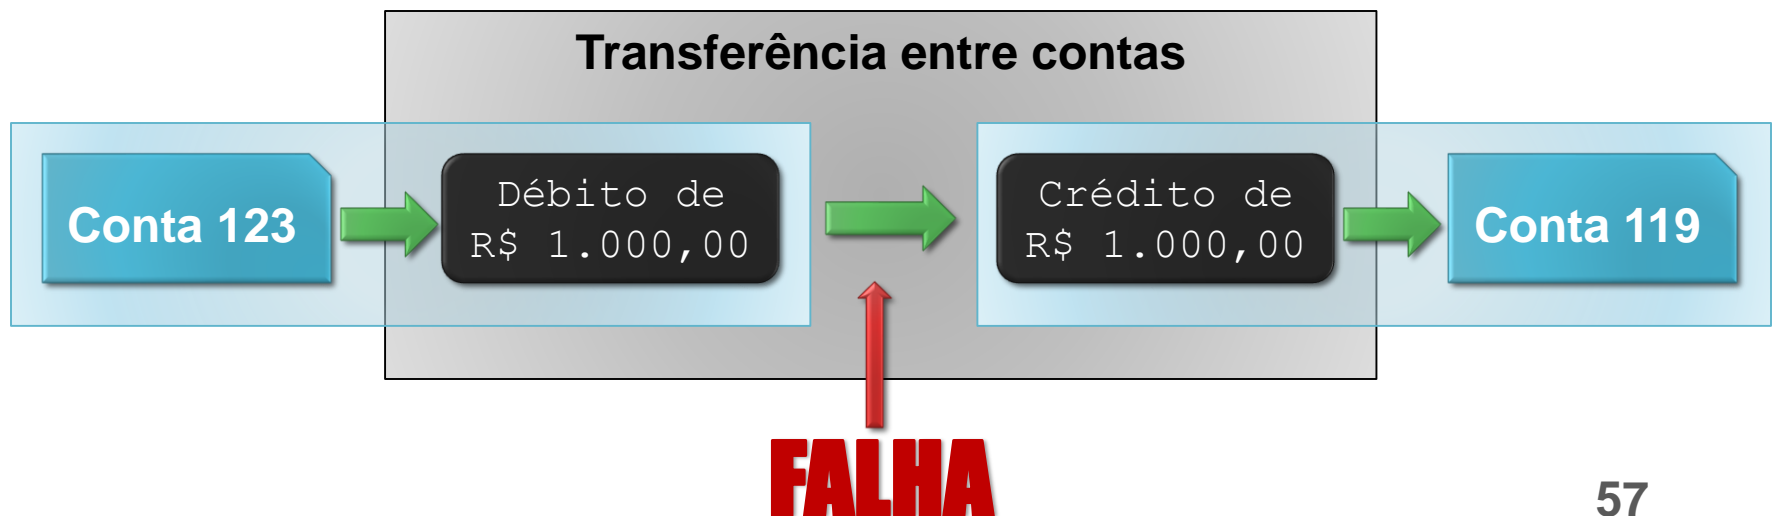 Transferência entre contas
Conta 123
Débito de
R$ 1.000,00
Crédito de
R$ 1.000,00
Conta 119
FALHA
57